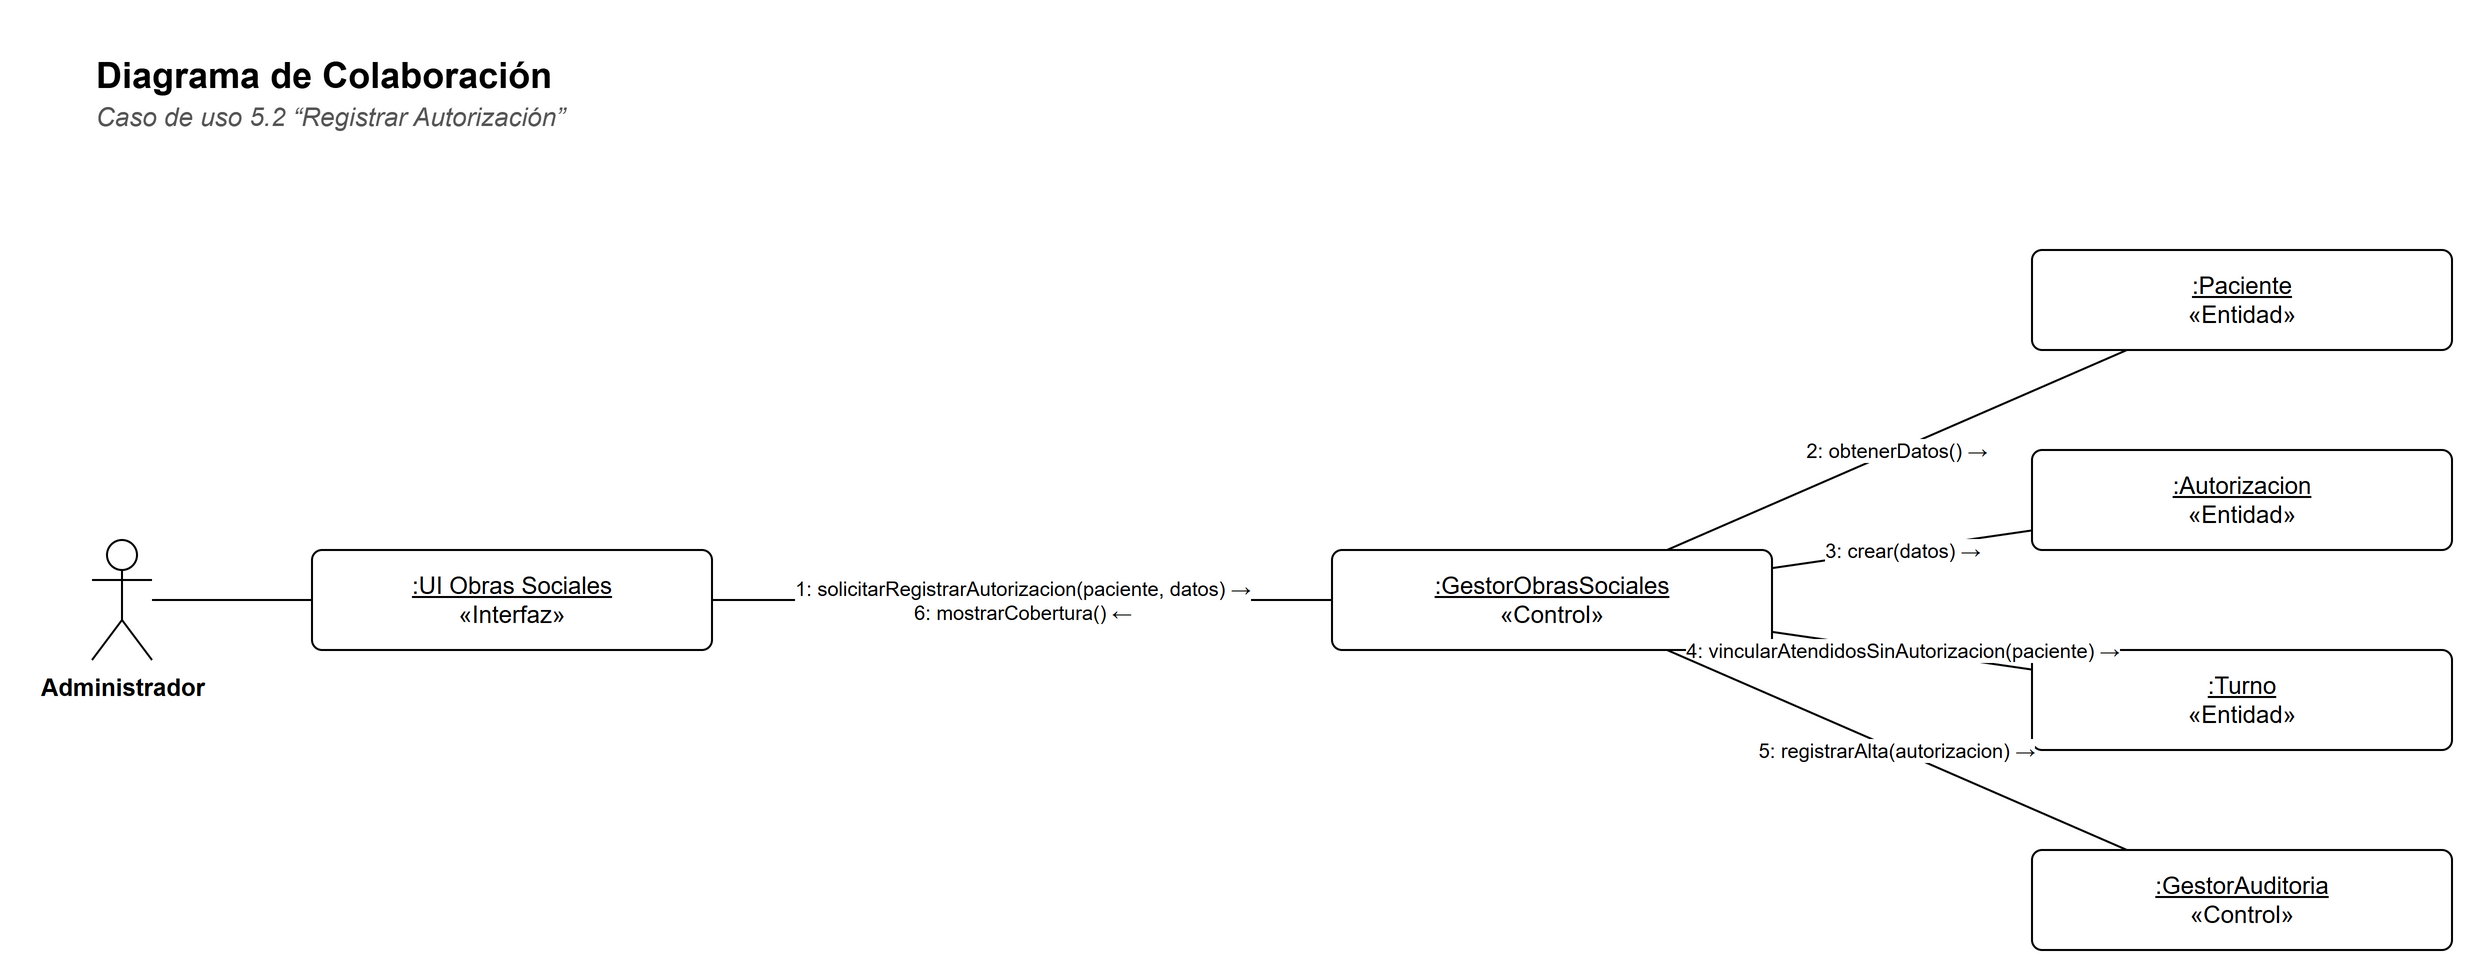 Diagrama de Colaboración
Caso de uso 5.2 “Registrar Autorización”
:Paciente
«Entidad»
2: obtenerDatos() →
:Autorizacion
«Entidad»
3: crear(datos) →
:UI Obras Sociales
«Interfaz»
1: solicitarRegistrarAutorizacion(paciente, datos) →
6: mostrarCobertura() ←
:GestorObrasSociales
«Control»
4: vincularAtendidosSinAutorizacion(paciente) →
Administrador
:Turno
«Entidad»
5: registrarAlta(autorizacion) →
:GestorAuditoria
«Control»